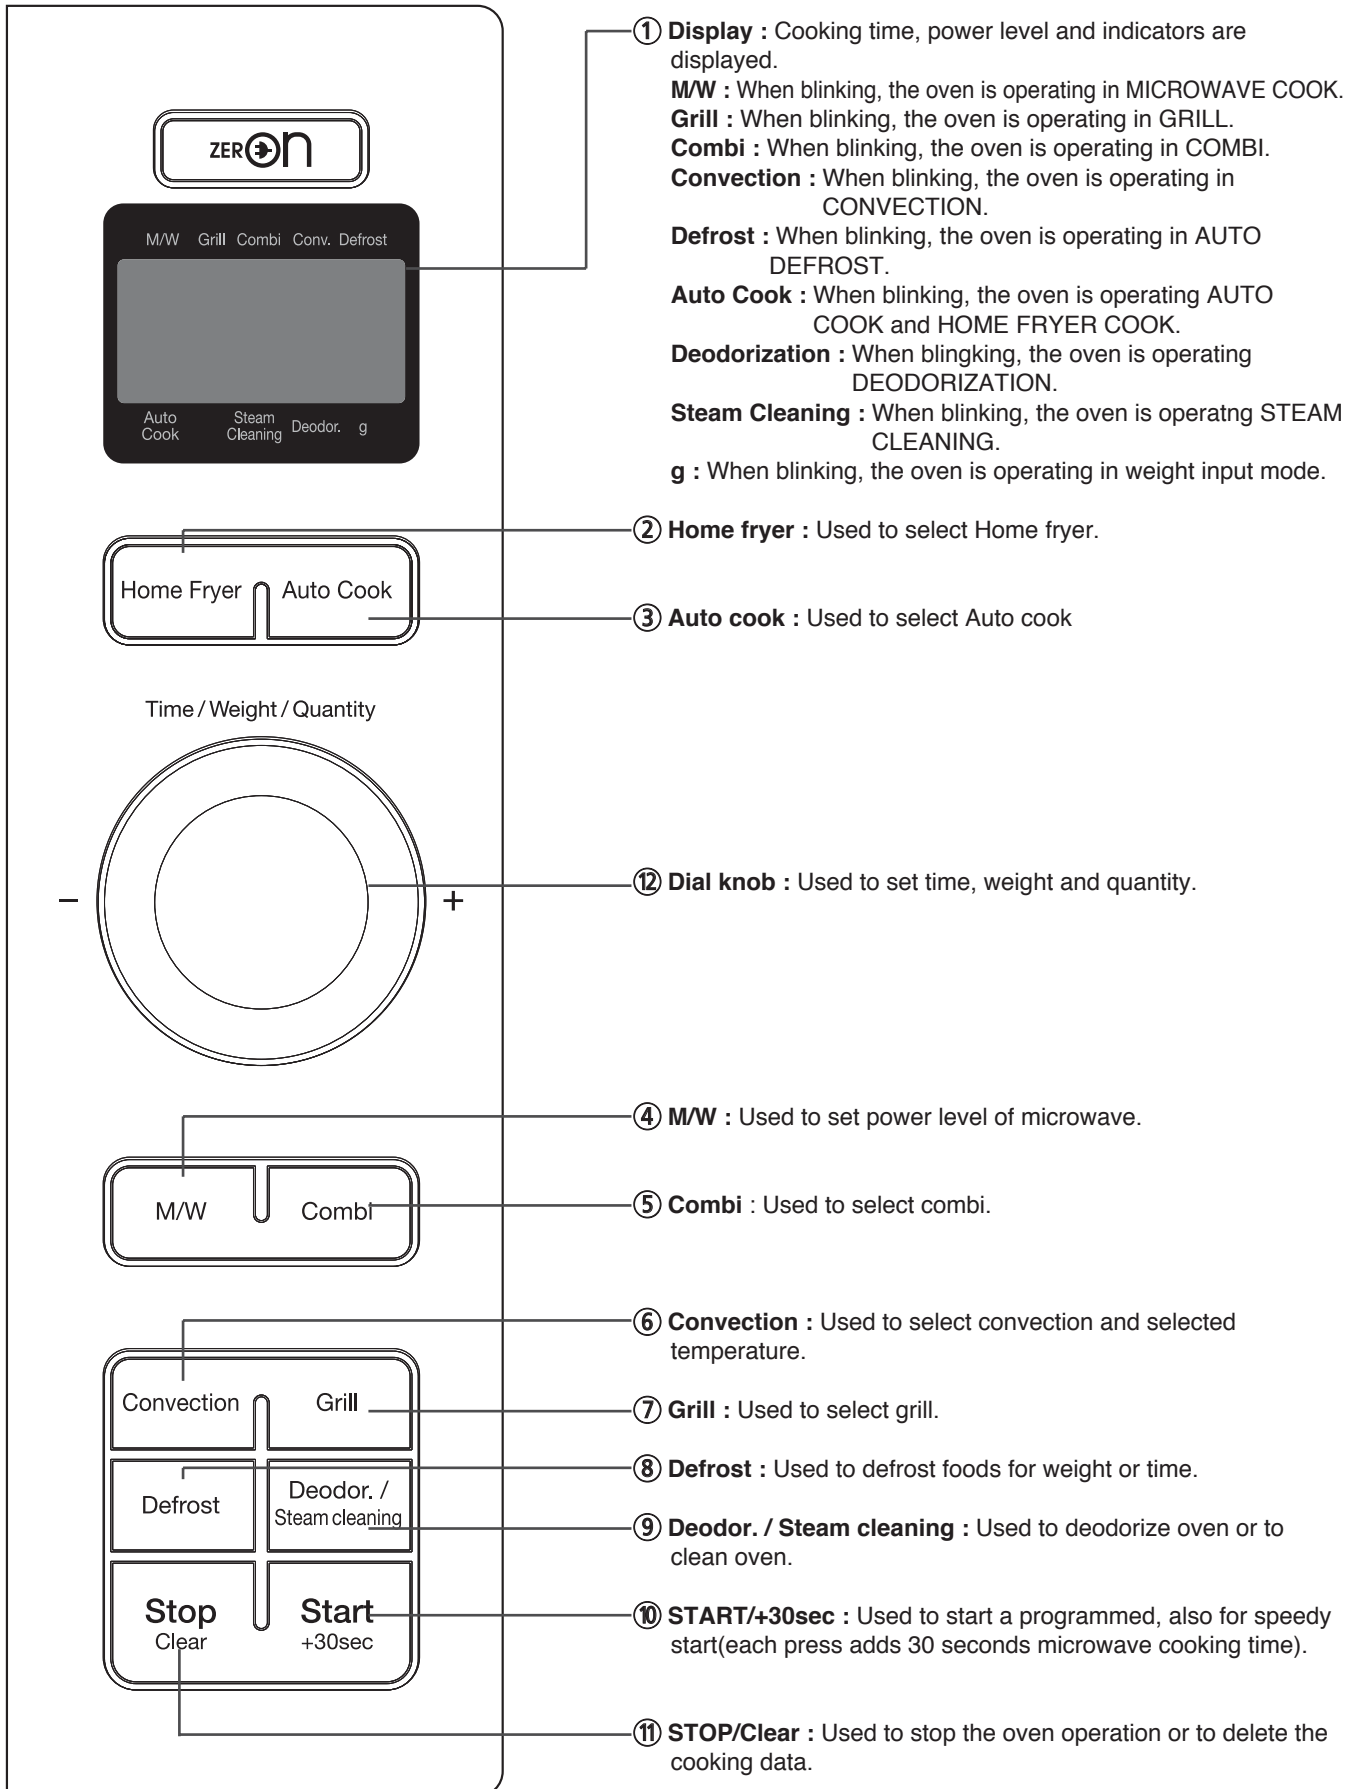 ① Display : Cooking time, power level and indicators are
displayed.
M/W : When blinking, the oven is operating in MICROWAVE COOK.
Grill : When blinking, the oven is operating in GRILL.
Combi : When blinking, the oven is operating in COMBI.
Convection : When blinking, the oven is operating in
CONVECTION.
Defrost : When blinking, the oven is operating in AUTO
DEFROST.
Auto Cook : When blinking, the oven is operating AUTO
COOK and HOME FRYER COOK.
Deodorization : When blingking, the oven is operating
DEODORIZATION.
Steam Cleaning : When blinking, the oven is operatng STEAM
CLEANING.
g : When blinking, the oven is operating in weight input mode.
ZERON
M/W Grill Combi Conv. Defrost
Auto
Cook
Steam
Cleaning
Deodor.
g
② Home fryer : Used to select Home fryer.
Home Fryer
Auto Cook
③ Auto cook : Used to select Auto cook
Time / Weight / Quantity
– +
⑫ Dial knob : Used to set time, weight and quantity.
④ M/W : Used to set power level of microwave.
M/W
Combi
⑤ Combi : Used to select combi.
⑥ Convection : Used to select convection and selected
temperature.
Convection
Grill
⑦ Grill : Used to select grill.
⑧ Defrost : Used to defrost foods for weight or time.
Defrost
Deodor. /
Steam cleaning
⑨ Deodor. / Steam cleaning : Used to deodorize oven or to
clean oven.
Stop
Clear
Start
+30sec
⑩ START/+30sec : Used to start a programmed, also for speedy
start(each press adds 30 seconds microwave cooking time).
⑪ STOP/Clear : Used to stop the oven operation or to delete the
cooking data.